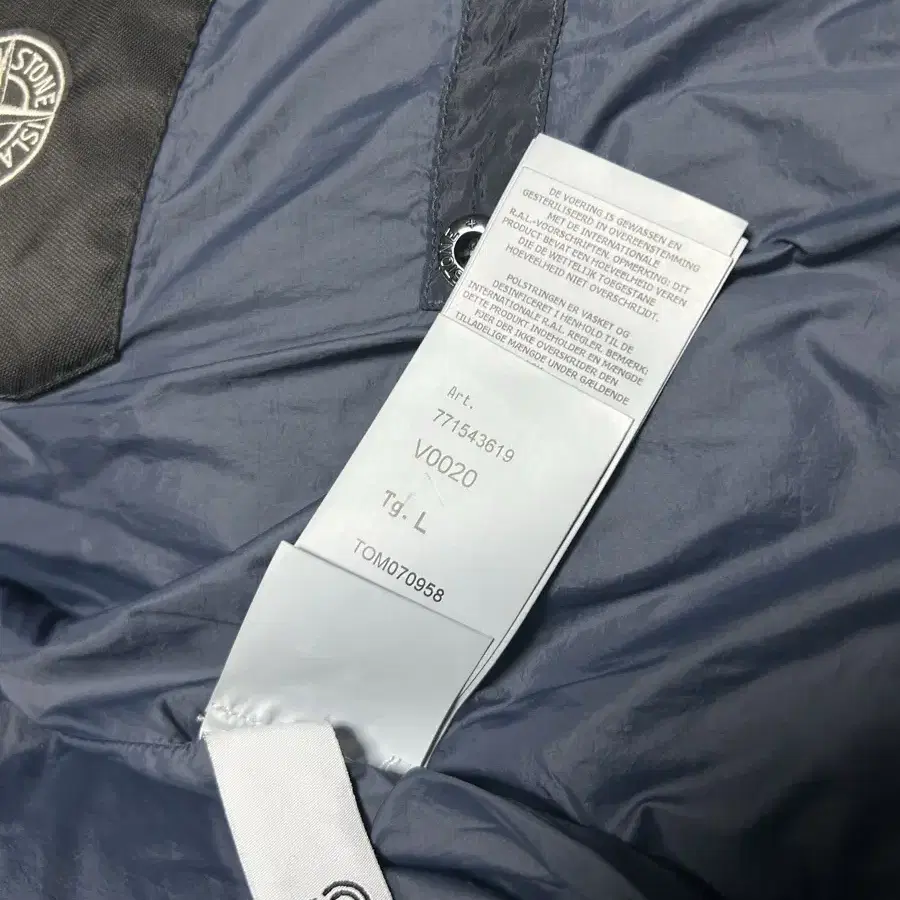 STONE ISLA
DE VOERING IS GEWASSEN EN
GESTERILISEERD IN OVEREENSTEMMING
MET DE INTERNATIONALE
R.A.L.-VOORSCHRIFTEN. OPMERKING: DIT
PRODUCT BEVAT EEN HOEVEELHEID VEREN
DIE DE WETTELIJK TOEGESTANE
HOEVEELHEID NIET OVERSCHRIJDT.
POLSTRINGEN ER VASKET OG
DESINFICERET I HENHOLD TIL DE
INTERNATIONALE R.A.L. REGLER. BEMÆRK:
DETTE PRODUKT INDEHOLDER EN MÆNGDE
FJER DER IKKE OVERSKRIDER DEN
TILLADELIGE MÆNGDE UNDER GÆLDENDE
Art.
771543619
V0020
Tg. L
TOM070958